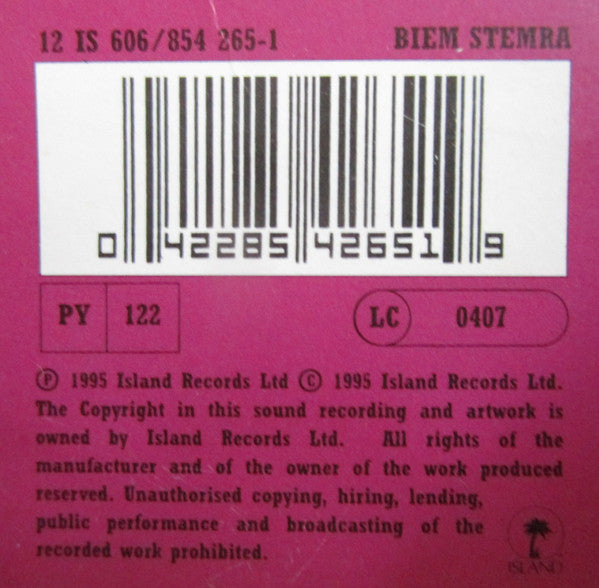 12 IS 606/854 265-1 BIEM STEMRA
0 42285 42651 9
PY 122 LC 0407
Ⓟ 1995 Island Records Ltd Ⓒ 1995 Island Records Ltd.
The Copyright in this sound recording and artwork is
owned by Island Records Ltd. All rights of the
manufacturer and of the owner of the work produced
reserved. Unauthorised copying, hiring, lending,
public performance and broadcasting of the
recorded work prohibited.
ISLAND